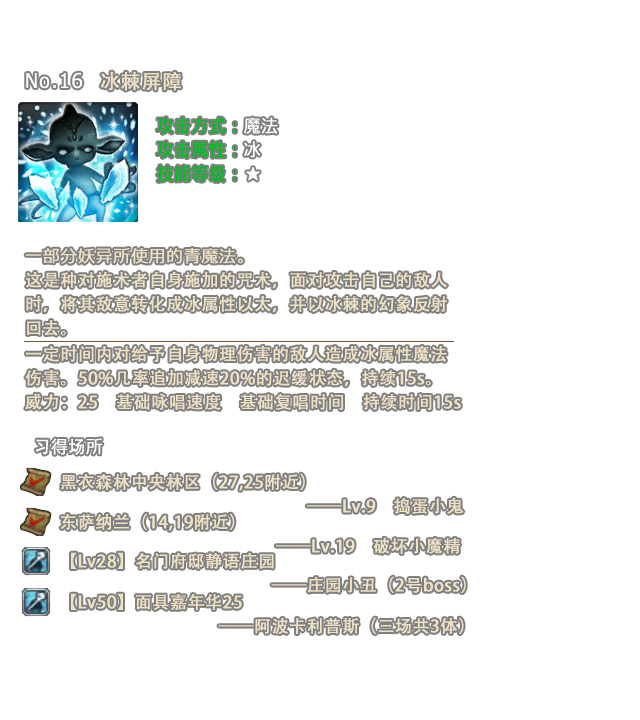 No.16 冰棘屏障
攻击方式：魔法
攻击属性：冰
技能等级：★
一部分妖异所使用的青魔法。
这是种对施术者自身施加的咒术，面对攻击自己的敌人
时，将其敌意转化成冰属性以太，并以冰棘的幻象反射
回去。
一定时间内对给予自身物理伤害的敌人造成冰属性魔法
伤害。50%几率追加减速20%的迟缓状态，持续15s。
威力：25 基础咏唱速度 基础复唱时间 持续时间15s
习得场所
黑衣森林中央林区（27,25附近）
——Lv.9 捣蛋小鬼
东萨纳兰（14,19附近）
——Lv.19 破坏小魔精
【Lv28】名门府邸静语庄园
——庄园小丑（2号boss）
【Lv50】面具嘉年华25
——阿波卡利普斯（三场共3体）